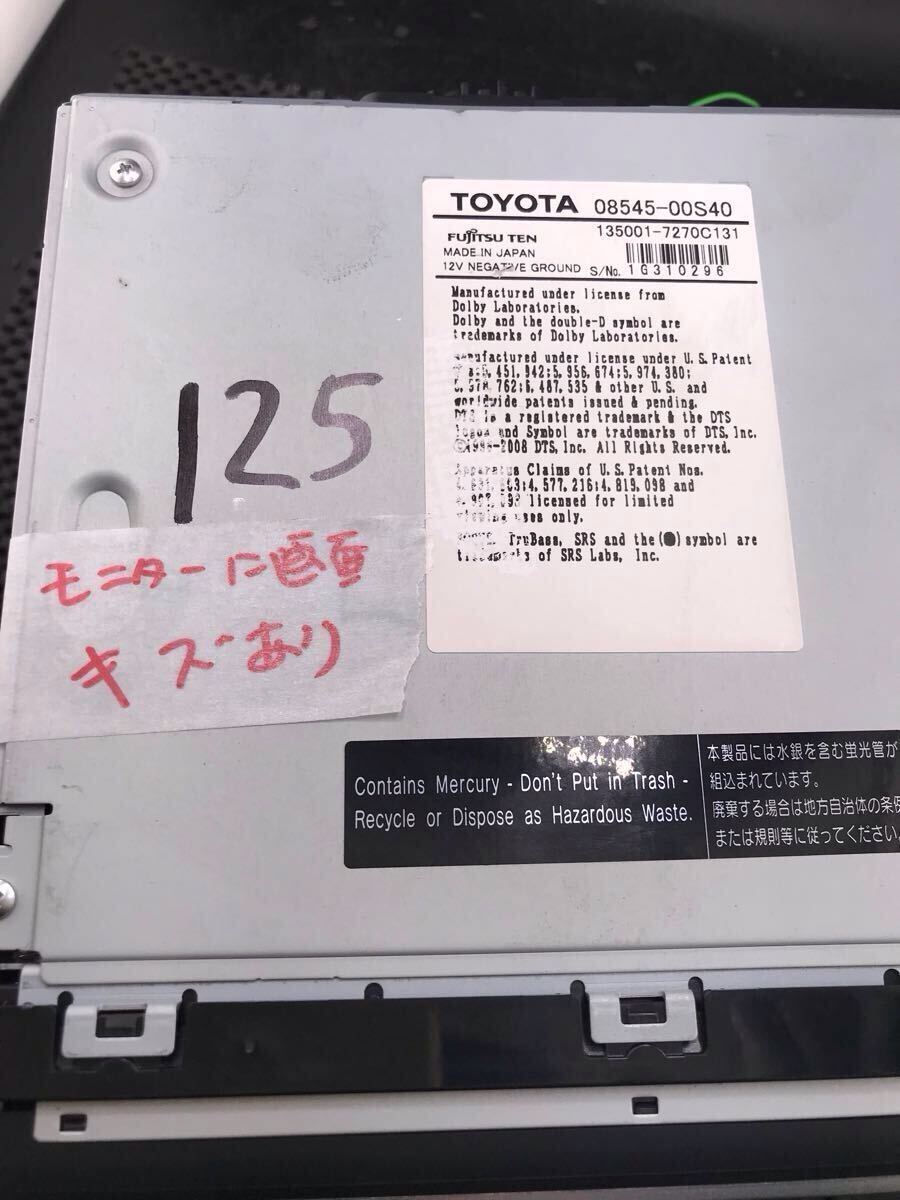 TOYOTA 08545-00S40
FUJITSU TEN
135001-7270C131
MADE IN JAPAN
12V NEGATIVE GROUND S/No. 1G310296
Manufactured under license from
Dolby Laboratories.
Dolby and the double-D symbol are
trademarks of Dolby Laboratories.
under license under U.S. Patent
5, 451, 942;5, 956, 674;5, 974, 380;
762;6, 487, 535 & other U.S. and
worldwide patents issued & pending.
is a registered trademark & the DTS
and Symbol are trademarks of DTS, Inc.
2008 DTS, Inc. All Rights Reserved.
Claims of U.S. Patent Nos.
4, 577, 216;4, 819, 098 and
licensed for limited
uses only.
TruBass, SRS and the(●)symbol are
of SRS Labs, Inc.
125
モニターに画面
キズあり
Contains Mercury - Don't Put in Trash -
Recycle or Dispose as Hazardous Waste.
本製品には水銀を含む蛍光管が
組込まれています。
廃棄する場合は地方自治体の条例
または規則等に従ってください。